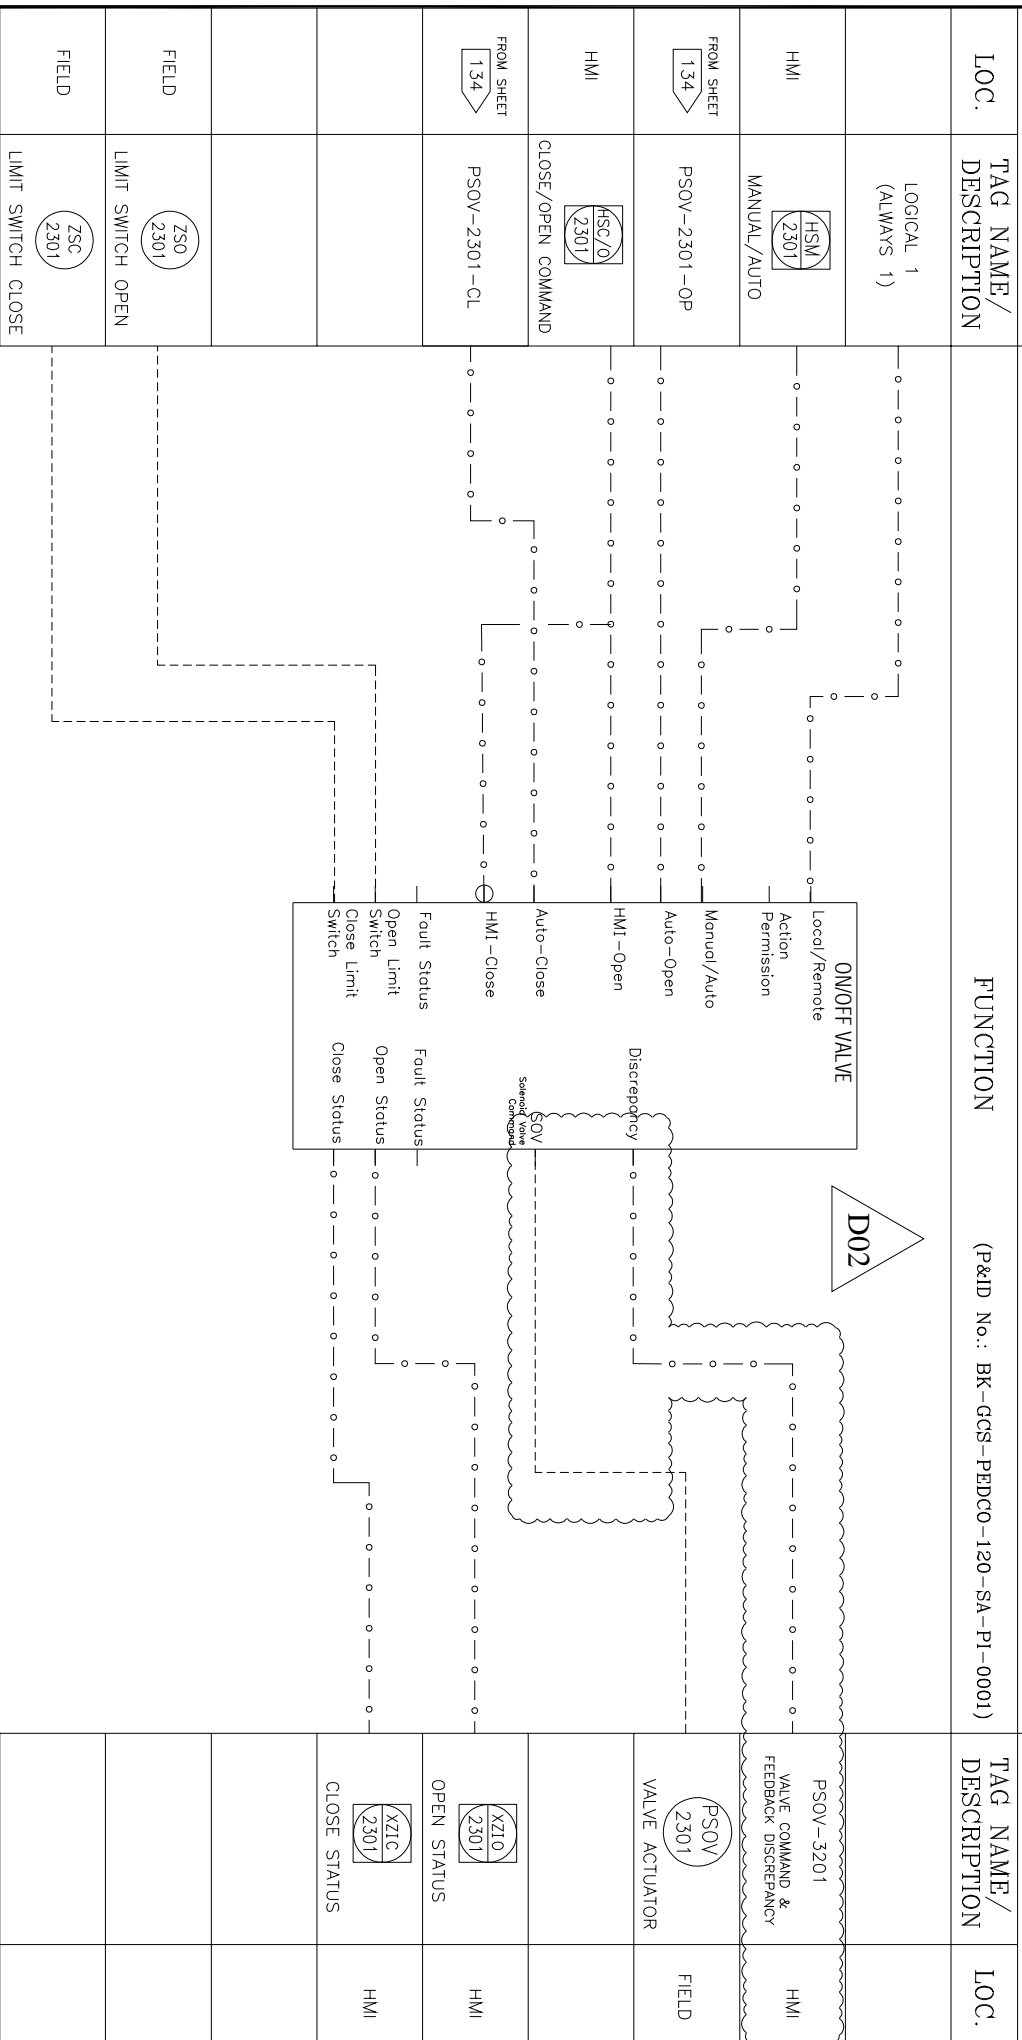 LOC.
TAG NAME/
DESCRIPTION
FUNCTION
(P&ID No.: BK-GCS-PEDCO-120-SA-PI-0001)
TAG NAME/
DESCRIPTION
LOC.
LOGICAL 1
(ALWAYS 1)
HMI
HSM
2301
MANUAL/AUTO
FROM SHEET
134
PSOV-2301-OP
HMI
HSC/O
2301
CLOSE/OPEN COMMAND
FROM SHEET
134
PSOV-2301-CL
FIELD
ZSO
2301
LIMIT SWITCH OPEN
FIELD
ZSC
2301
LIMIT SWITCH CLOSE
ON/OFF VALVE
Local/Remote
Action
Permission
Manual/Auto
Auto-Open
HMI-Open
Auto-Close
HMI-Close
Fault Status
Open Limit
Switch
Close Limit
Switch
Discrepancy
SOV
Solenoid Valve
Command
Fault Status
Open Status
Close Status
D02
PSOV-3201
VALVE COMMAND &
FEEDBACK DISCREPANCY
HMI
PSOV
2301
VALVE ACTUATOR
FIELD
XZIO
2301
OPEN STATUS
HMI
XZIC
2301
CLOSE STATUS
HMI